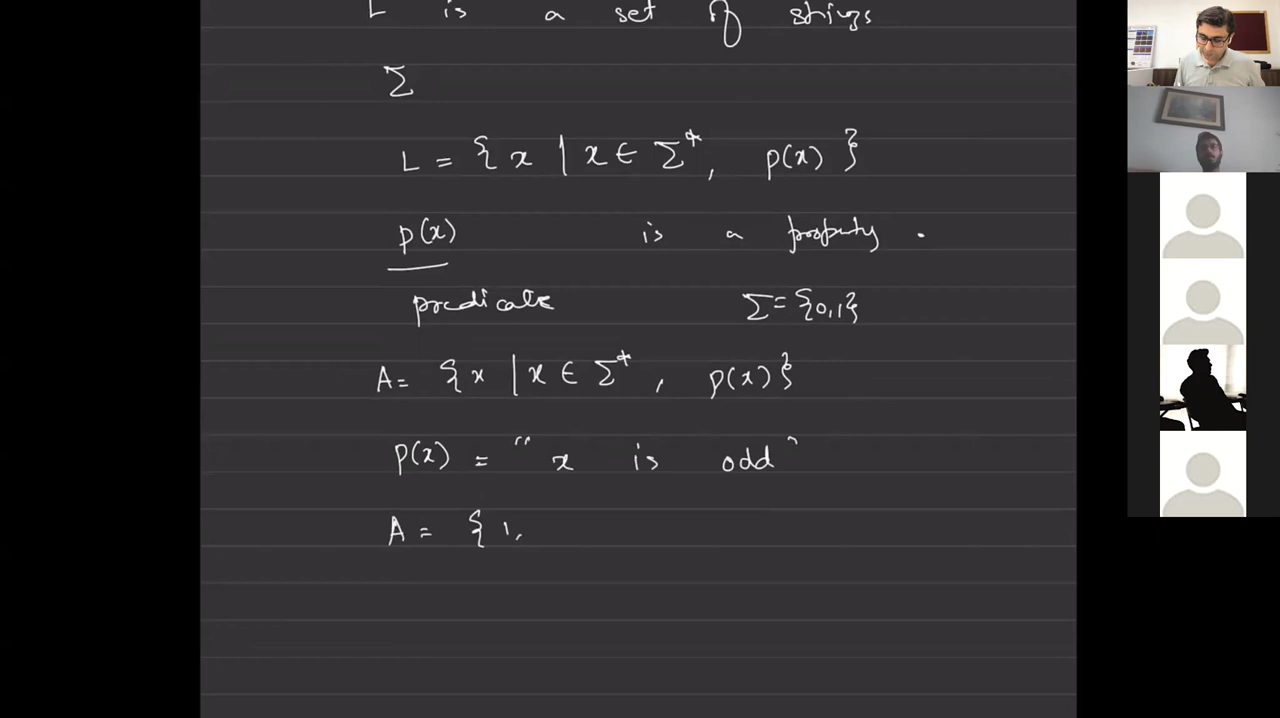 L is a set of strings
Σ
L = { x | x ∈ Σ*, p(x) }
p(x) is a property .
predicate Σ = {0,1}
A = { x | x ∈ Σ*, p(x) }
p(x) = " x is odd "
A = { 1,